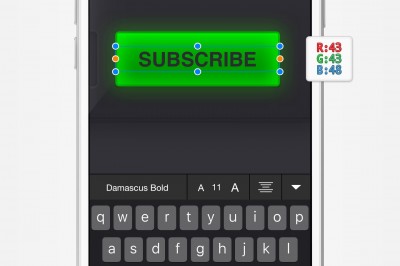 SUBSCRIBE
R:43
G:43
B:48
Damascus Bold
A 11 A
q w e r t y u i o p
a s d f g h j k l